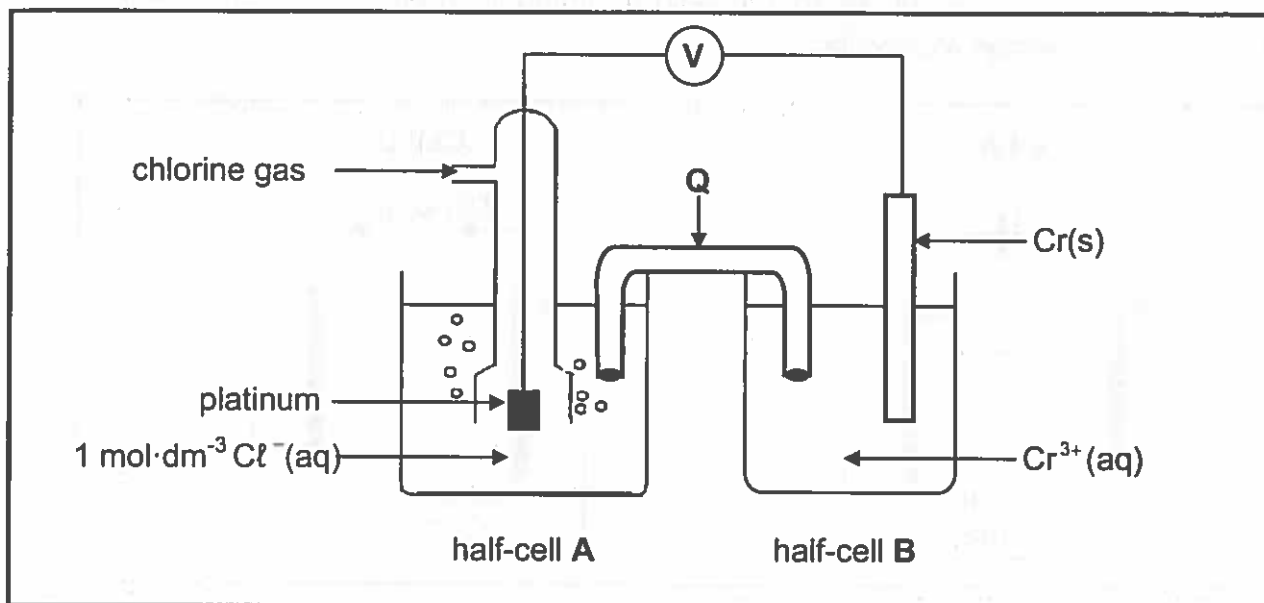 V
chlorine gas
Q
Cr(s)
platinum
1 mol·dm⁻³ Cℓ⁻(aq)
Cr³⁺(aq)
half-cell A
half-cell B